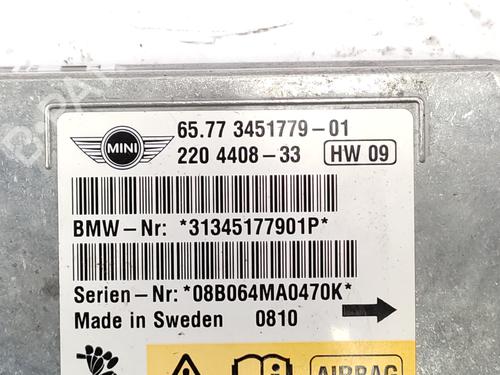 MINI
65.77 3451779-01
220 4408-33 HW 09
BMW-Nr: *31345177901P*
Serien-Nr: *08B064MA0470K*
Made in Sweden 0810
AIRBAG